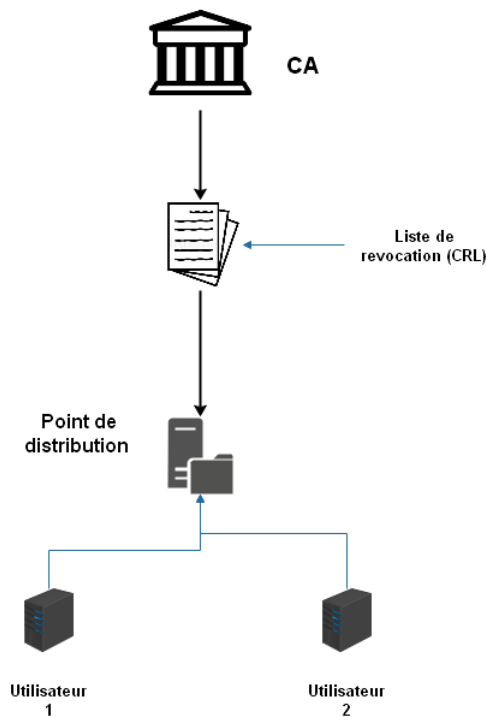 CA
Liste de
revocation (CRL)
Point de
distribution
Utilisateur
1
Utilisateur
2